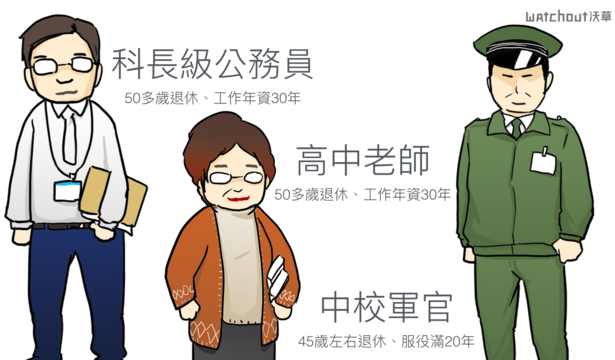 watchout沃草
科長級公務員
50多歲退休、工作年資30年
高中老師
50多歲退休、工作年資30年
中校軍官
45歲左右退休、服役滿20年